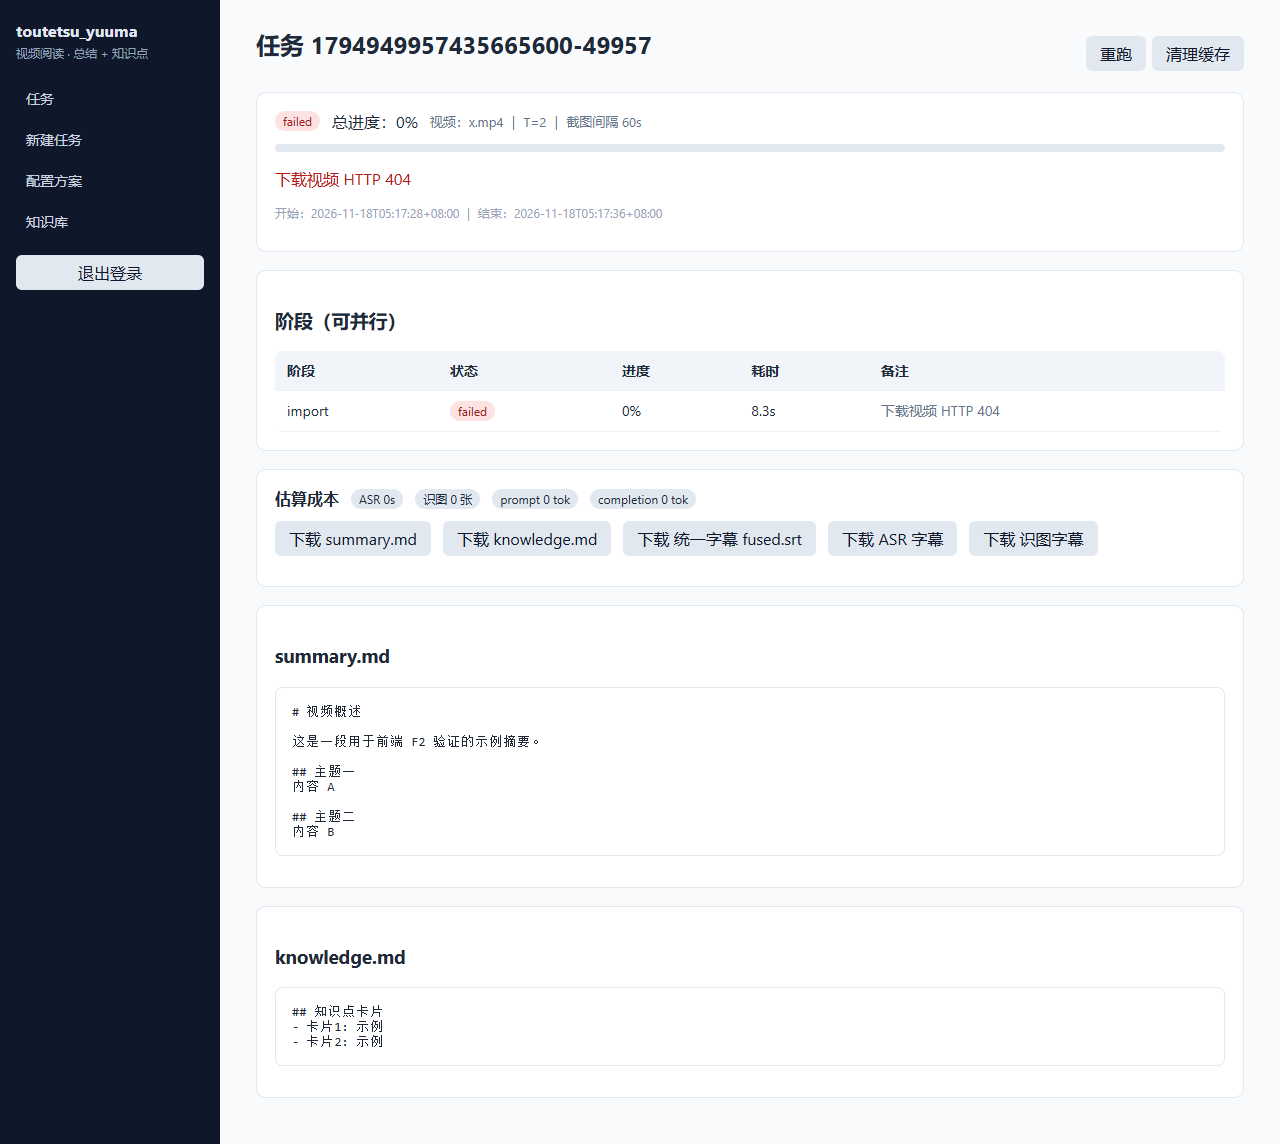 toutetsu_yuuma
视频阅读 · 总结 + 知识点
任务
新建任务
配置方案
知识库
退出登录
任务 1794949957435665600-49957
重跑
清理缓存
failed 总进度：0% 视频：x.mp4 | T=2 | 截图间隔 60s
下载视频 HTTP 404
开始：2026-11-18T05:17:28+08:00 | 结束：2026-11-18T05:17:36+08:00
阶段（可并行）
阶段 状态 进度 耗时 备注
import failed 0% 8.3s 下载视频 HTTP 404
估算成本 ASR 0s 识图 0 张 prompt 0 tok completion 0 tok
下载 summary.md 下载 knowledge.md 下载 统一字幕 fused.srt 下载 ASR 字幕 下载 识图字幕
summary.md
# 视频概述
这是一段用于前端 F2 验证的示例摘要。
## 主题一
内容 A
## 主题二
内容 B
knowledge.md
## 知识点卡片
- 卡片1: 示例
- 卡片2: 示例